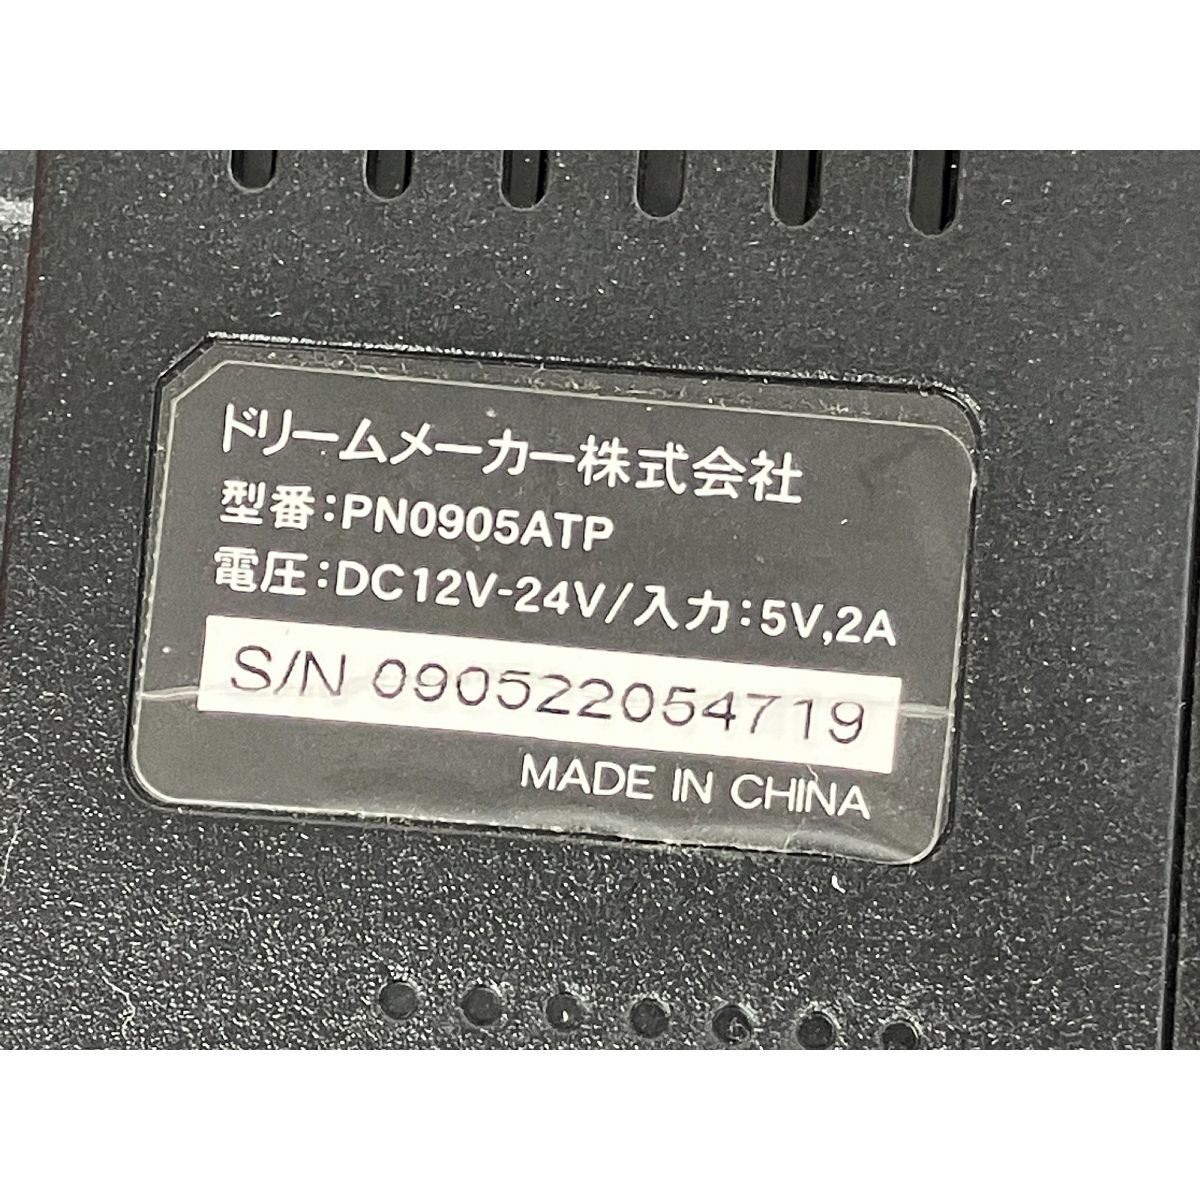 ドリームメーカー株式会社
型番：PN0905ATP
電圧：DC12V-24V/入力：5V,2A
S/N 090522054719
MADE IN CHINA